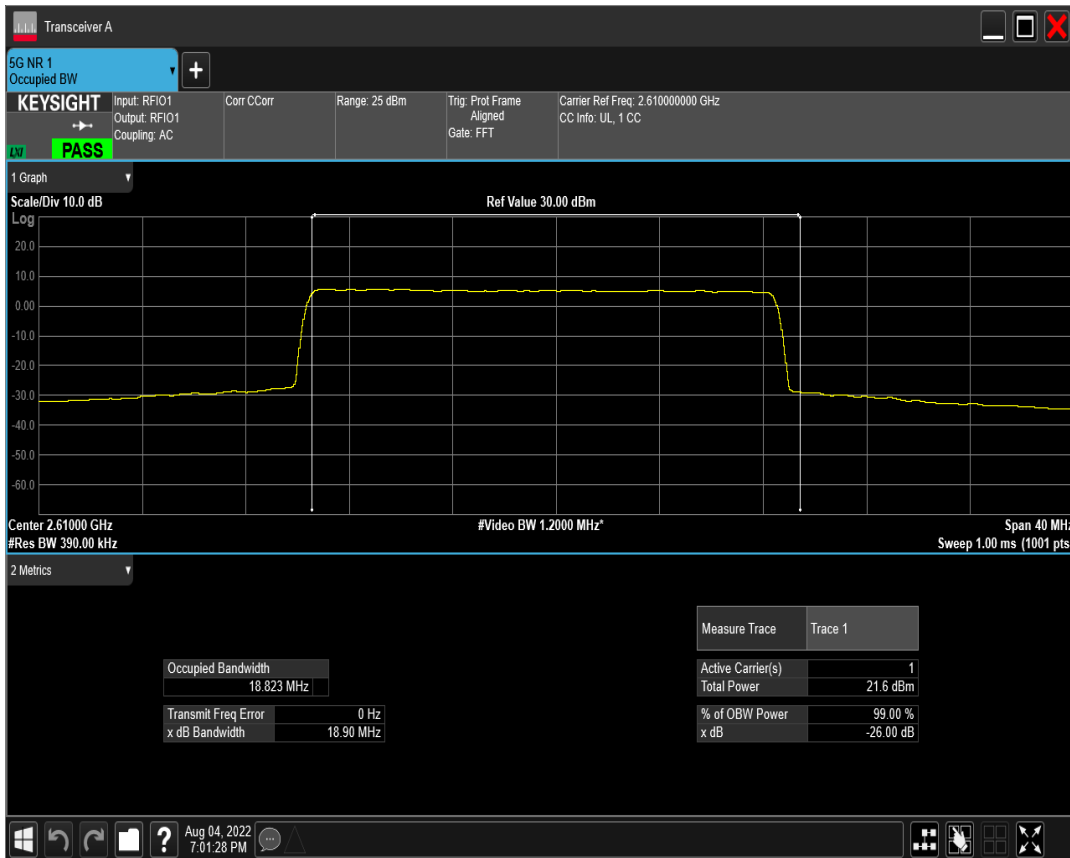 Transceiver A
5G NR 1
Occupied BW
+
KEYSIGHT
LXI
PASS
Input: RFIO1
Output: RFIO1
Coupling: AC
Corr CCorr
Range: 25 dBm
Trig: Prot Frame
Aligned
Gate: FFT
Carrier Ref Freq: 2.610000000 GHz
CC Info: UL, 1 CC
1 Graph
Scale/Div 10.0 dB
Ref Value 30.00 dBm
Log
20.0
10.0
0.00
-10.0
-20.0
-30.0
-40.0
-50.0
-60.0
Center 2.61000 GHz
#Video BW 1.2000 MHz*
Span 40 MHz
#Res BW 390.00 kHz
Sweep 1.00 ms (1001 pts
2 Metrics
Measure Trace Trace 1
Occupied Bandwidth
18.823 MHz
Active Carrier(s) 1
Total Power 21.6 dBm
Transmit Freq Error 0 Hz
x dB Bandwidth 18.90 MHz
% of OBW Power 99.00 %
x dB -26.00 dB
?
Aug 04, 2022
7:01:28 PM